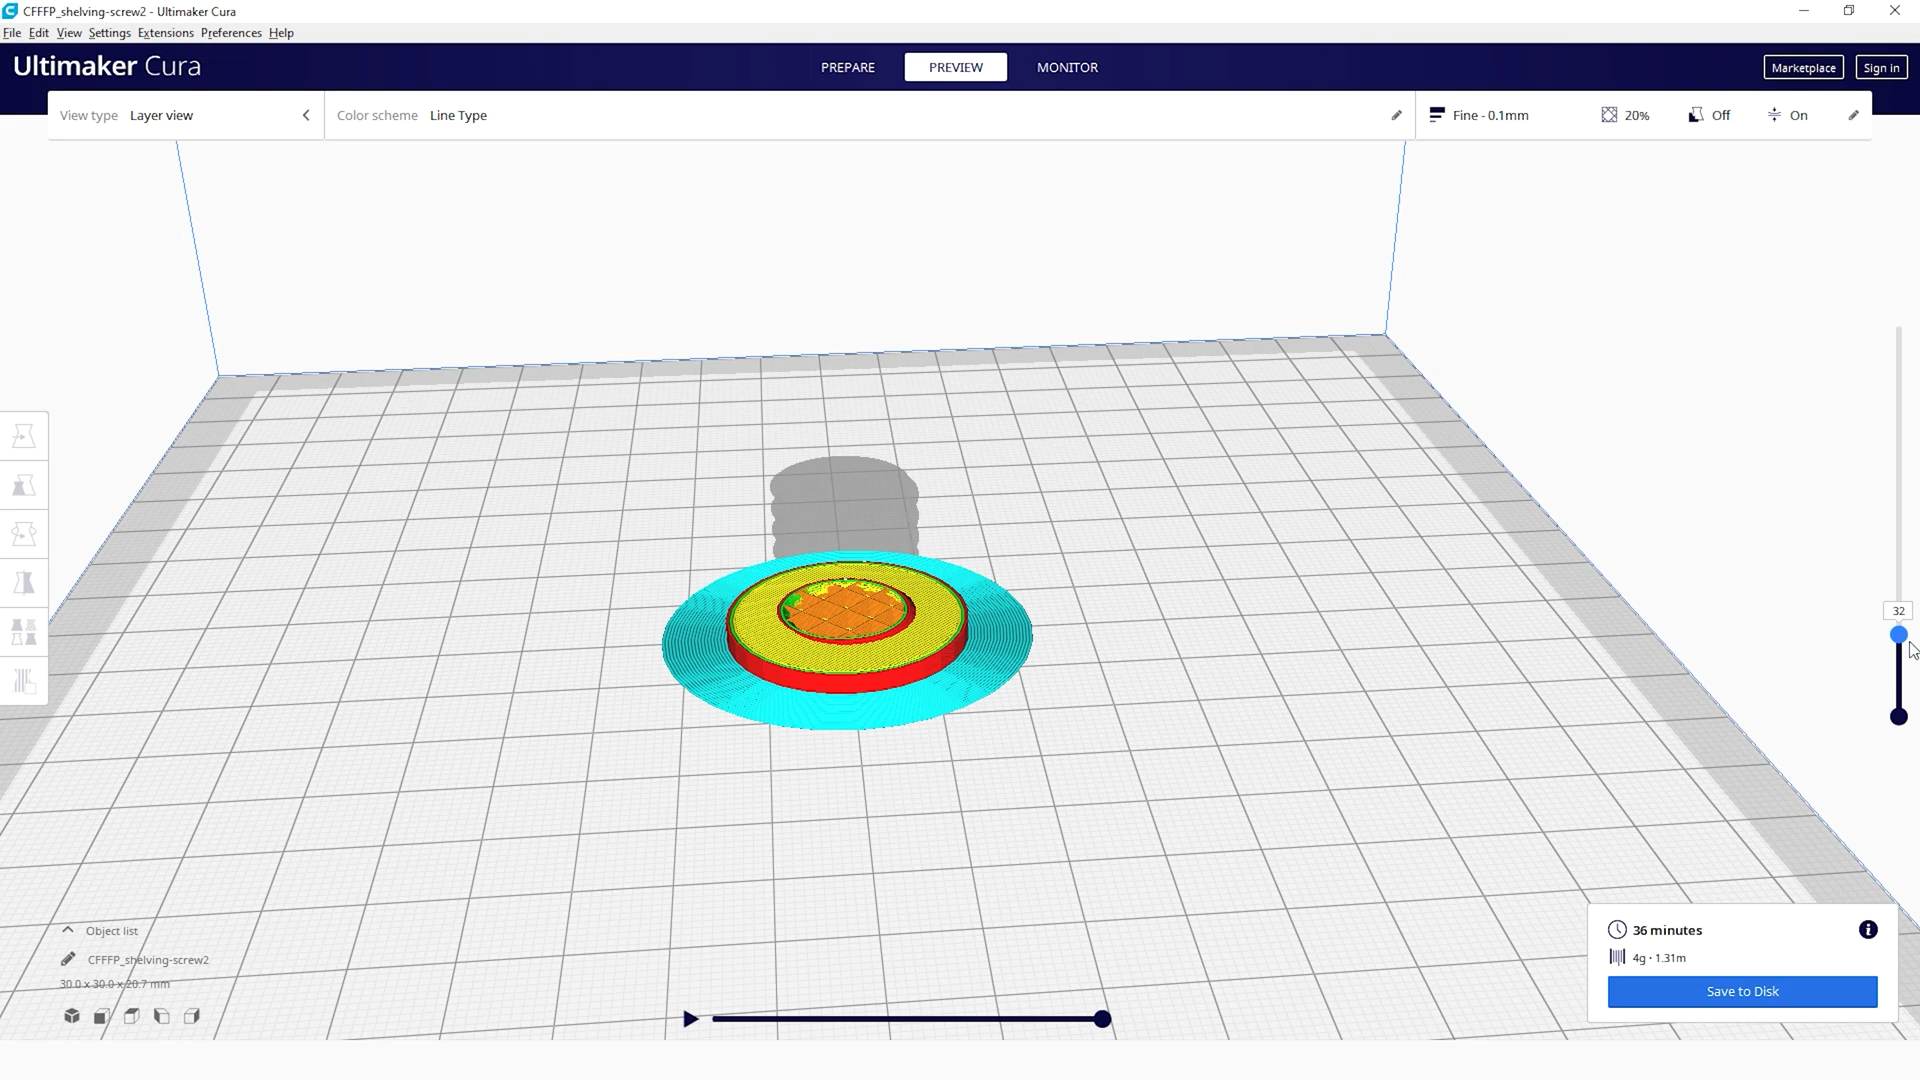 CFFFP_shelving-screw2 - Ultimaker Cura
File Edit View Settings Extensions Preferences Help
Ultimaker Cura PREPARE PREVIEW MONITOR Marketplace Sign in
View type Layer view Color scheme Line Type Fine - 0.1mm 20% Off On
32
Object list
CFFFP_shelving-screw2
30.0 x 30.0 x 20.7 mm
36 minutes
4g · 1.31m
Save to Disk